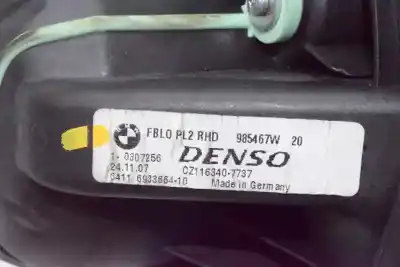 FBLO PL2 RHD 985467W 20
1- 0307256 DENSO
24.11.07 CZ116340-7737
6411 6933664-10 Made in Germany